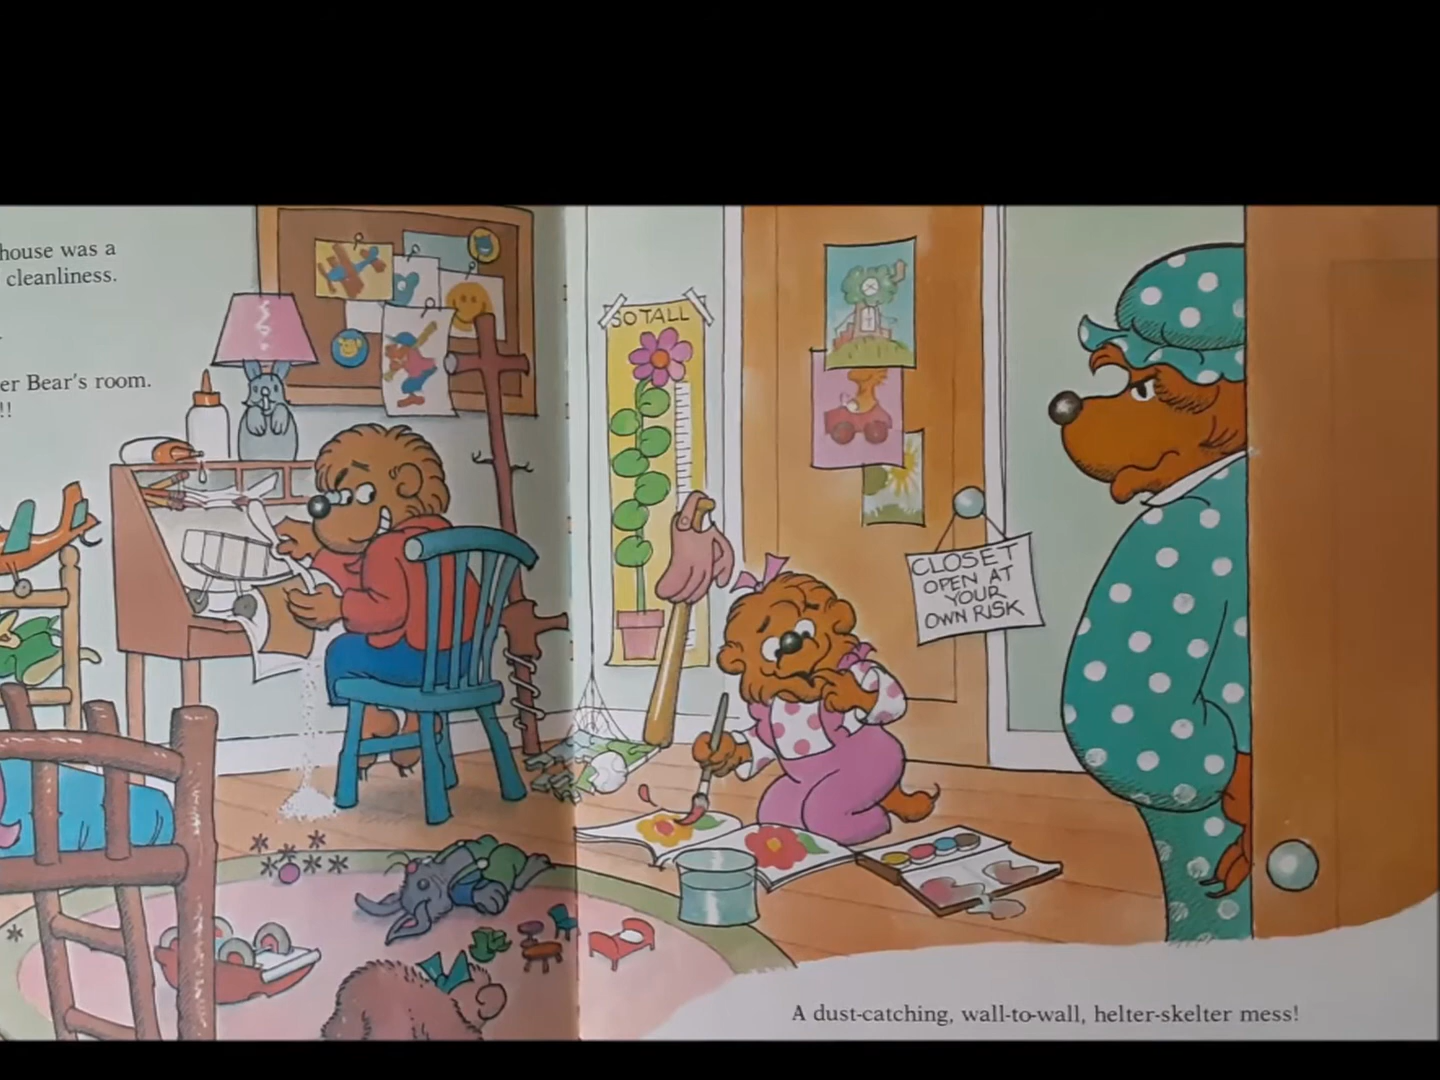 house was a
cleanliness.
er Bear's room.
!!
SO TALL
CLOSET
OPEN AT
YOUR
OWN RISK
A dust-catching, wall-to-wall, helter-skelter mess!